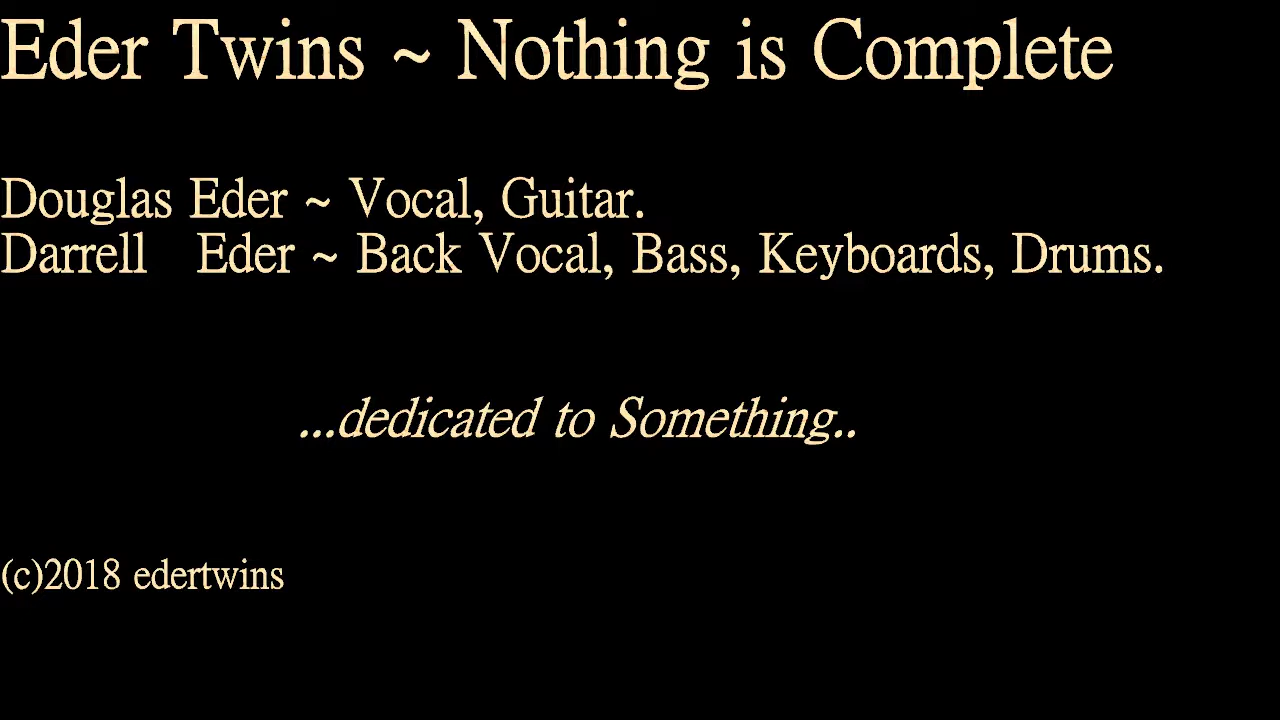 Eder Twins ~ Nothing is Complete
Douglas Eder ~ Vocal, Guitar.
Darrell Eder ~ Back Vocal, Bass, Keyboards, Drums.
...dedicated to Something..
(c)2018 edertwins